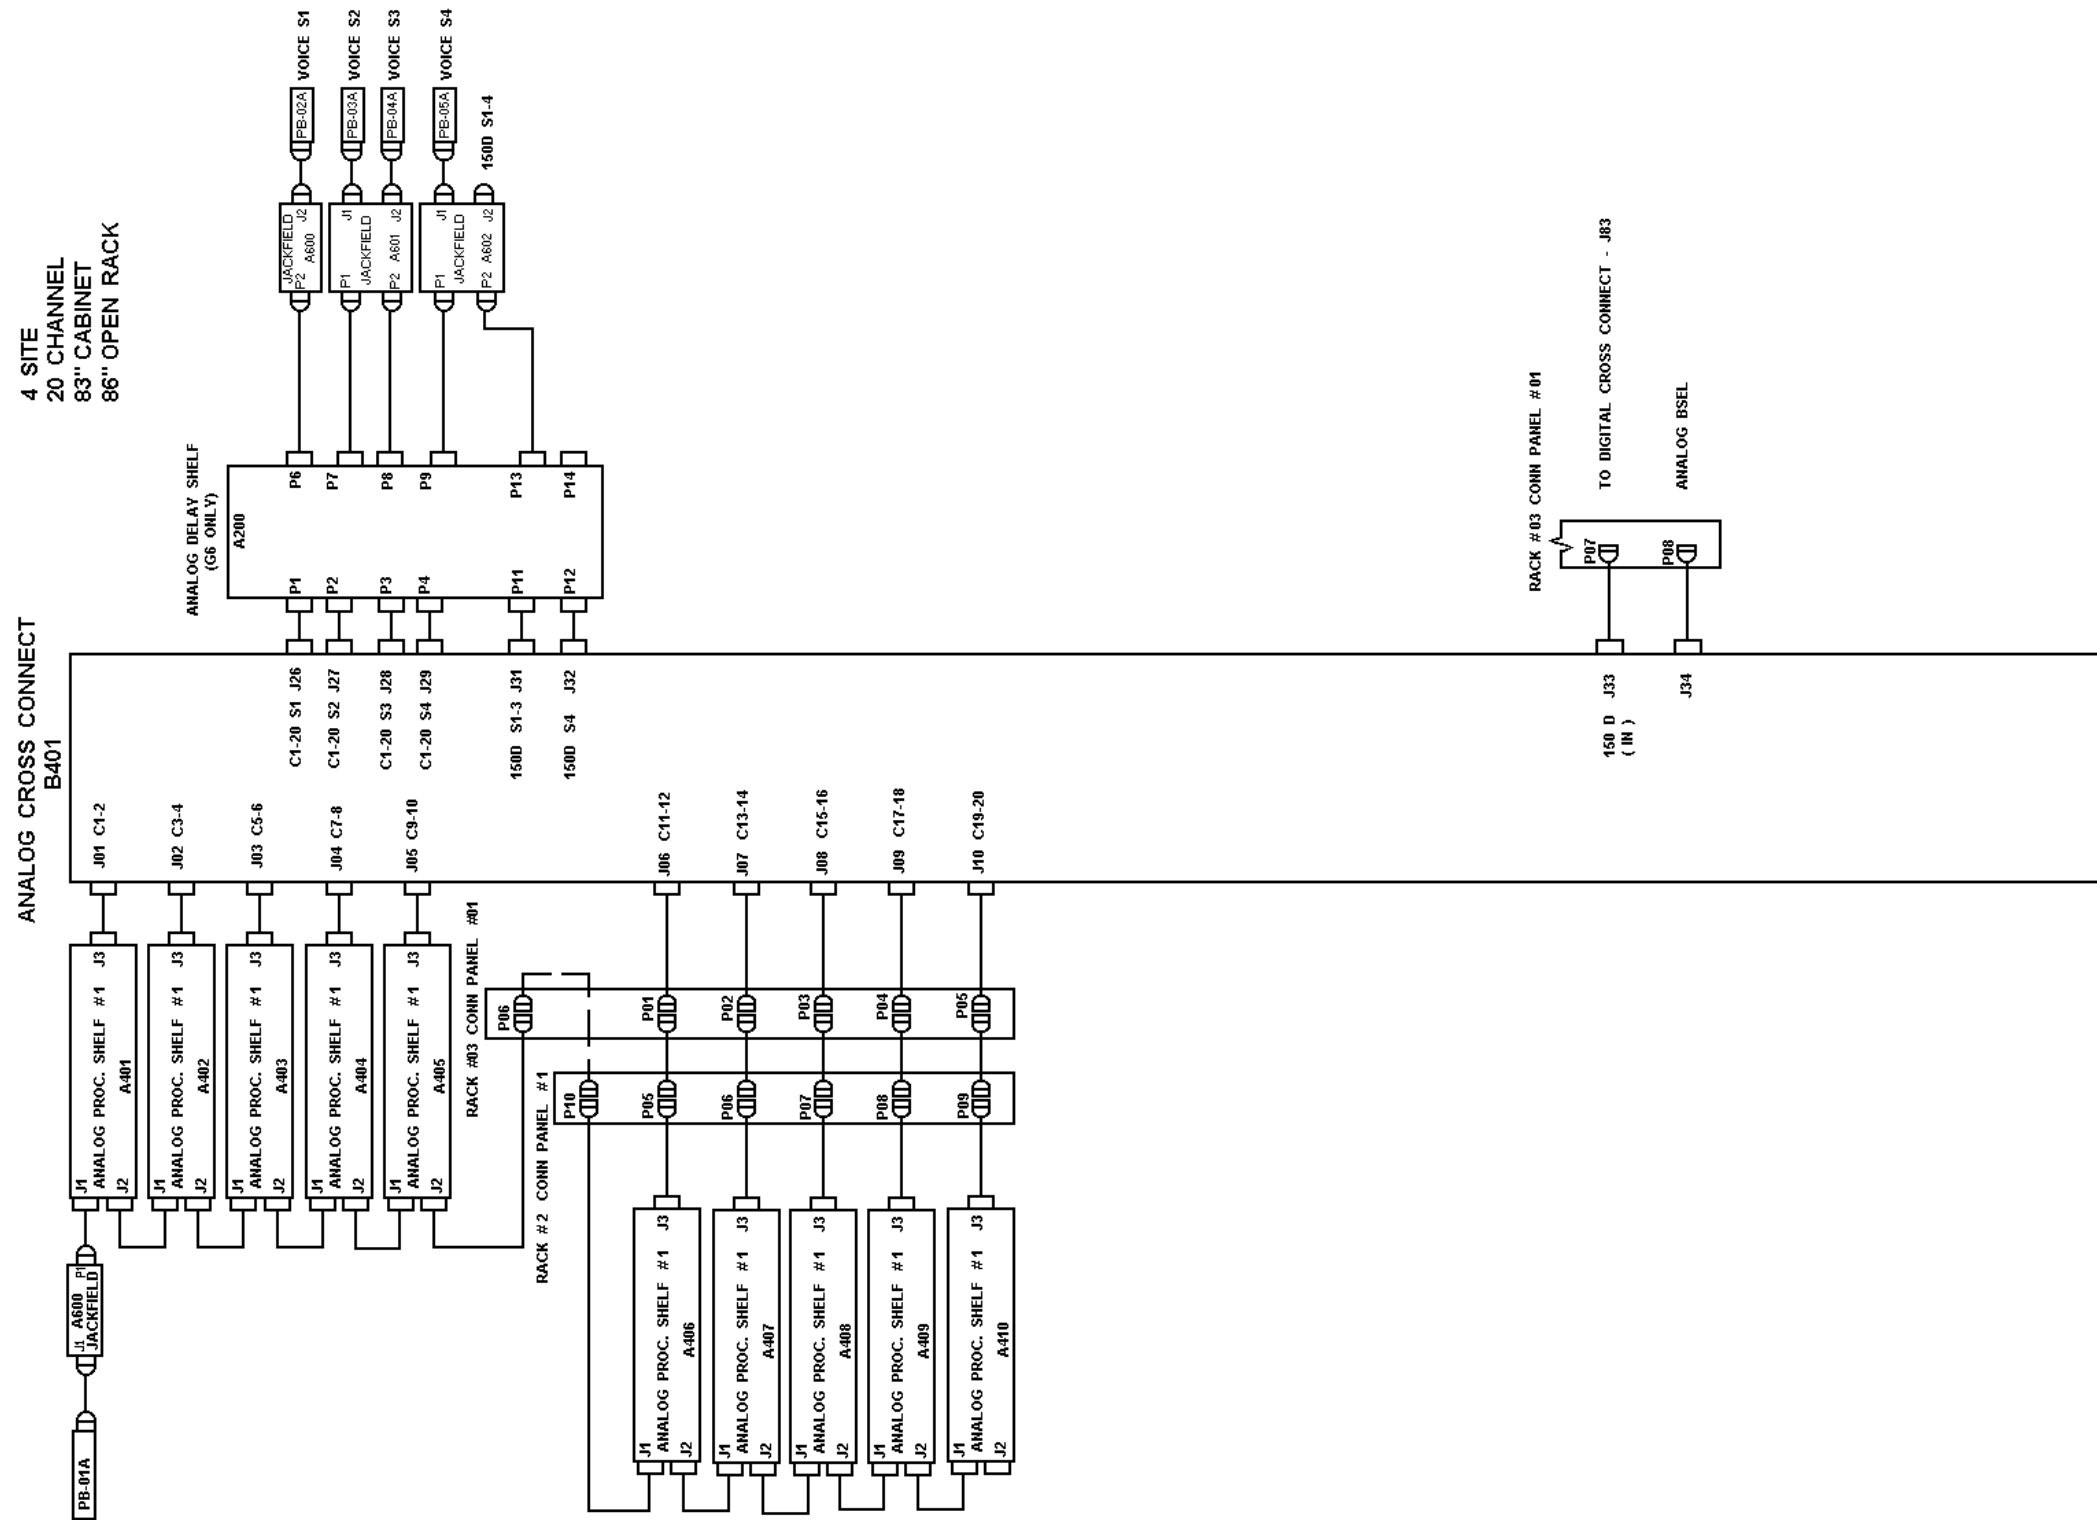 4 SITE
20 CHANNEL
83" CABINET
86" OPEN RACK
ANALOG CROSS CONNECT
B401
PB-01A
J1 A600 P1
JACKFIELD
J1
ANALOG PROC. SHELF #1 J3
J2
A401
J01 C1-2
J1
ANALOG PROC. SHELF #1 J3
J2
A402
J02 C3-4
J1
ANALOG PROC. SHELF #1 J3
J2
A403
J03 C5-6
J1
ANALOG PROC. SHELF #1 J3
J2
A404
J04 C7-8
J1
ANALOG PROC. SHELF #1 J3
J2
A405
J05 C9-10
RACK #03 CONN PANEL #01
P06
P01
P02
P03
P04
P05
RACK #2 CONN PANEL #1
P10
P05
P06
P07
P08
P09
J1
ANALOG PROC. SHELF #1 J3
J2
A406
J06 C11-12
J1
ANALOG PROC. SHELF #1 J3
J2
A407
J07 C13-14
J1
ANALOG PROC. SHELF #1 J3
J2
A408
J08 C15-16
J1
ANALOG PROC. SHELF #1 J3
J2
A409
J09 C17-18
J1
ANALOG PROC. SHELF #1 J3
J2
A410
J10 C19-20
C1-20 S1 J26
C1-20 S2 J27
C1-20 S3 J28
C1-20 S4 J29
150D S1-3 J31
150D S4 J32
ANALOG DELAY SHELF
(G6 ONLY)
A200
P1
P2
P3
P4
P11
P12
P6
P7
P8
P9
P13
P14
JACKFIELD
P2 A600 J2
PB-02A VOICE S1
P1 J1
JACKFIELD
P2 A601 J2
PB-03A VOICE S2
PB-04A VOICE S3
P1 J1
JACKFIELD
P2 A602 J2
PB-05A VOICE S4
150D S1-4
RACK #03 CONN PANEL #01
150 D J33
( IN )
P07
TO DIGITAL CROSS CONNECT - J83
J34
P08
ANALOG BSEL